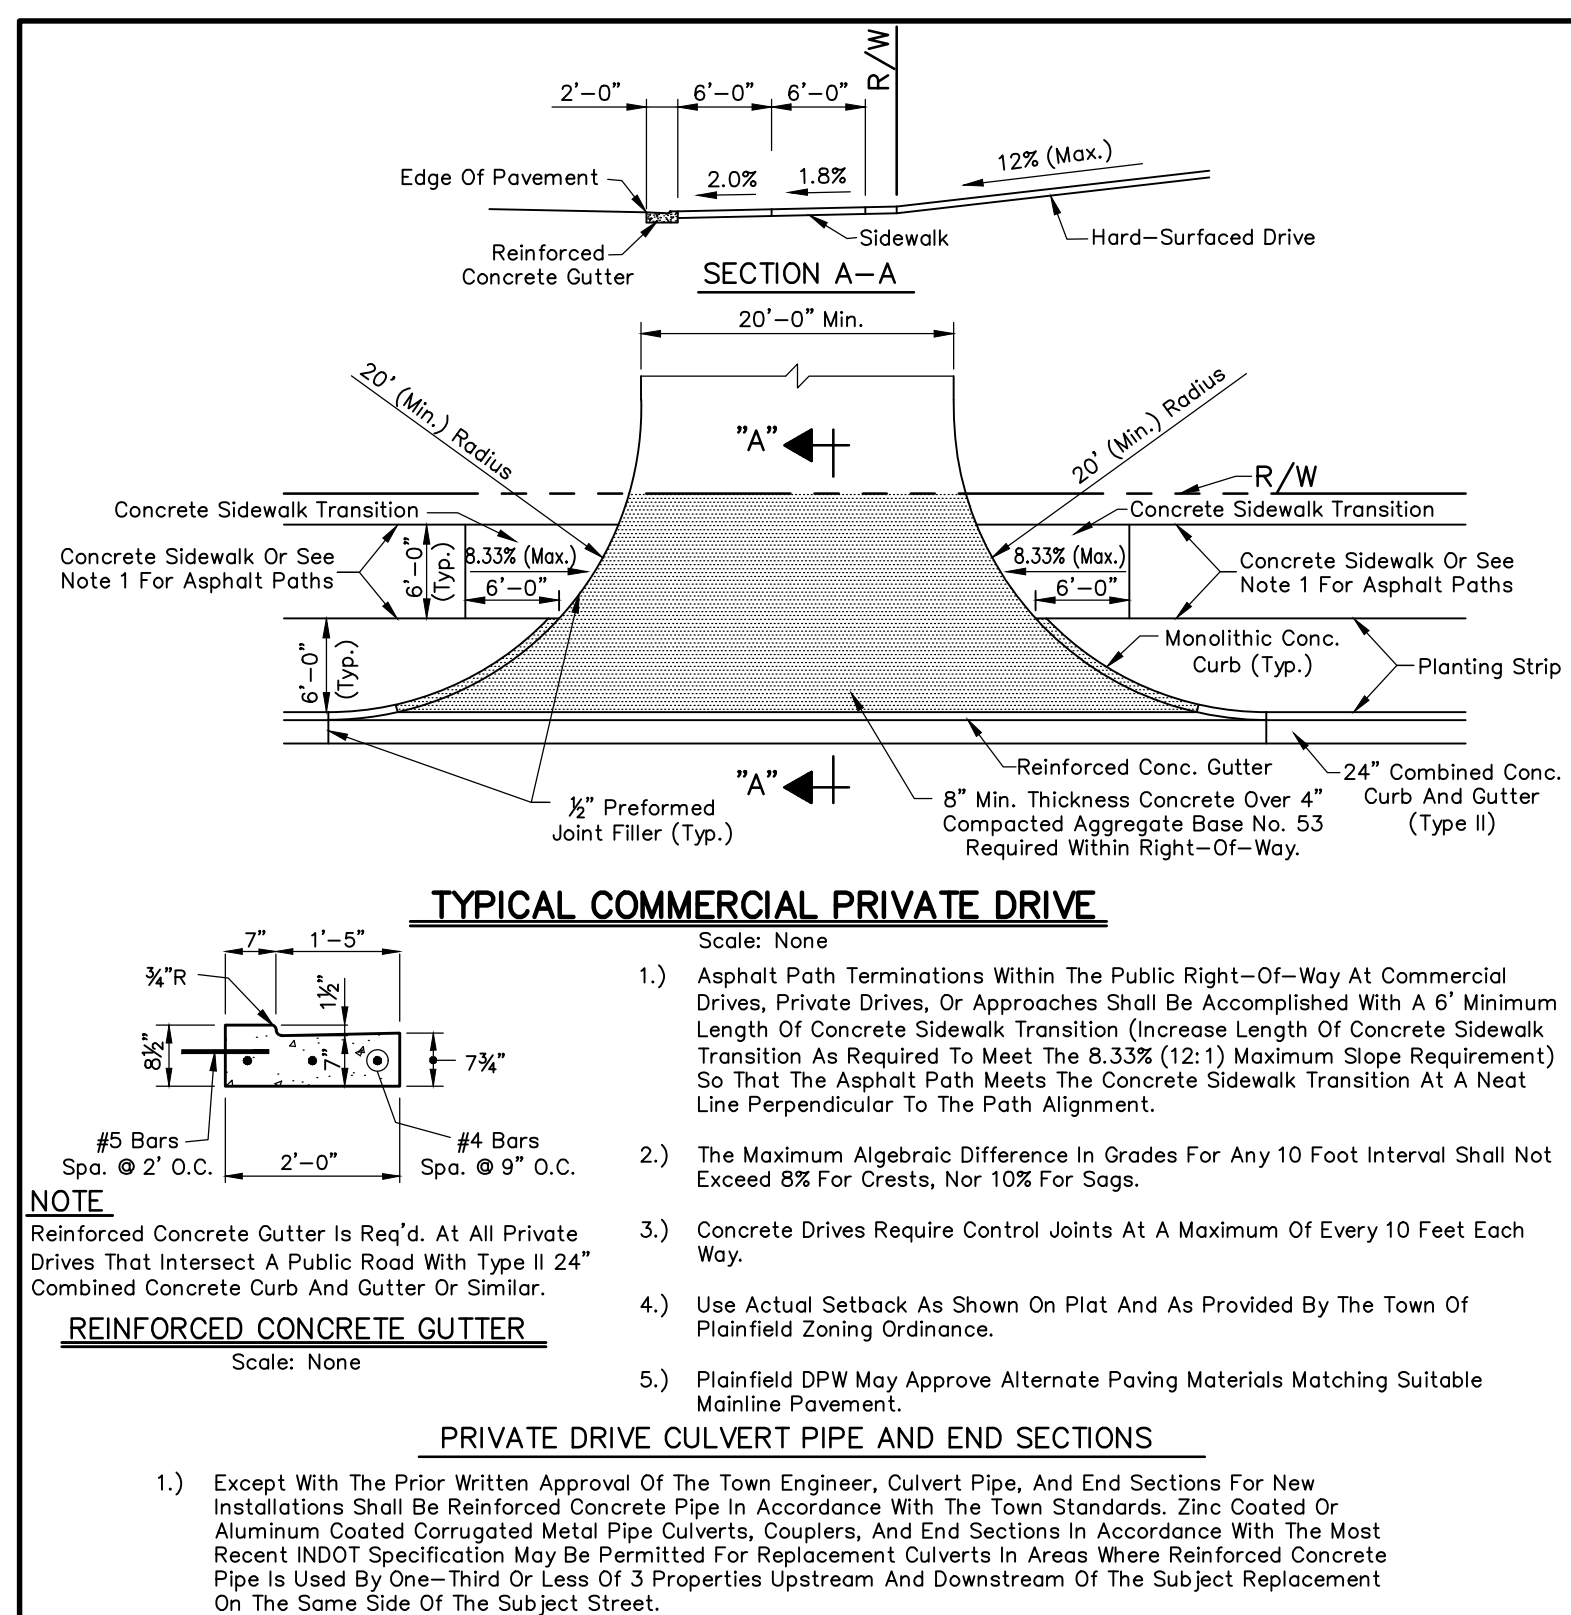 R/W
2'-0" 6'-0" 6'-0"
12% (Max.)
Edge Of Pavement
2.0% 1.8%
Sidewalk
Hard-Surfaced Drive
Reinforced
Concrete Gutter
SECTION A-A
20'-0" Min.
20' (Min.) Radius
20' (Min.) Radius
"A"
R/W
Concrete Sidewalk Transition
Concrete Sidewalk Transition
Concrete Sidewalk Or See
Note 1 For Asphalt Paths
6'-0"
(Typ.)
8.33% (Max.)
6'-0"
8.33% (Max.)
6'-0"
Concrete Sidewalk Or See
Note 1 For Asphalt Paths
6'-0"
(Typ.)
Monolithic Conc.
Curb (Typ.)
Planting Strip
"A"
½" Preformed
Joint Filler (Typ.)
Reinforced Conc. Gutter
8" Min. Thickness Concrete Over 4"
Compacted Aggregate Base No. 53
Required Within Right-Of-Way.
24" Combined Conc.
Curb And Gutter
(Type II)
TYPICAL COMMERCIAL PRIVATE DRIVE
Scale: None
7" 1'-5"
¾"R
1½"
8½"
7"
7¾"
#5 Bars
Spa. @ 2' O.C.
2'-0"
#4 Bars
Spa. @ 9" O.C.
NOTE
Reinforced Concrete Gutter Is Req'd. At All Private
Drives That Intersect A Public Road With Type II 24"
Combined Concrete Curb And Gutter Or Similar.
REINFORCED CONCRETE GUTTER
Scale: None
1.) Asphalt Path Terminations Within The Public Right-Of-Way At Commercial
Drives, Private Drives, Or Approaches Shall Be Accomplished With A 6' Minimum
Length Of Concrete Sidewalk Transition (Increase Length Of Concrete Sidewalk
Transition As Required To Meet The 8.33% (12:1) Maximum Slope Requirement)
So That The Asphalt Path Meets The Concrete Sidewalk Transition At A Neat
Line Perpendicular To The Path Alignment.
2.) The Maximum Algebraic Difference In Grades For Any 10 Foot Interval Shall Not
Exceed 8% For Crests, Nor 10% For Sags.
3.) Concrete Drives Require Control Joints At A Maximum Of Every 10 Feet Each
Way.
4.) Use Actual Setback As Shown On Plat And As Provided By The Town Of
Plainfield Zoning Ordinance.
5.) Plainfield DPW May Approve Alternate Paving Materials Matching Suitable
Mainline Pavement.
PRIVATE DRIVE CULVERT PIPE AND END SECTIONS
1.) Except With The Prior Written Approval Of The Town Engineer, Culvert Pipe, And End Sections For New
Installations Shall Be Reinforced Concrete Pipe In Accordance With The Town Standards. Zinc Coated Or
Aluminum Coated Corrugated Metal Pipe Culverts, Couplers, And End Sections In Accordance With The Most
Recent INDOT Specification May Be Permitted For Replacement Culverts In Areas Where Reinforced Concrete
Pipe Is Used By One-Third Or Less Of 3 Properties Upstream And Downstream Of The Subject Replacement
On The Same Side Of The Subject Street.